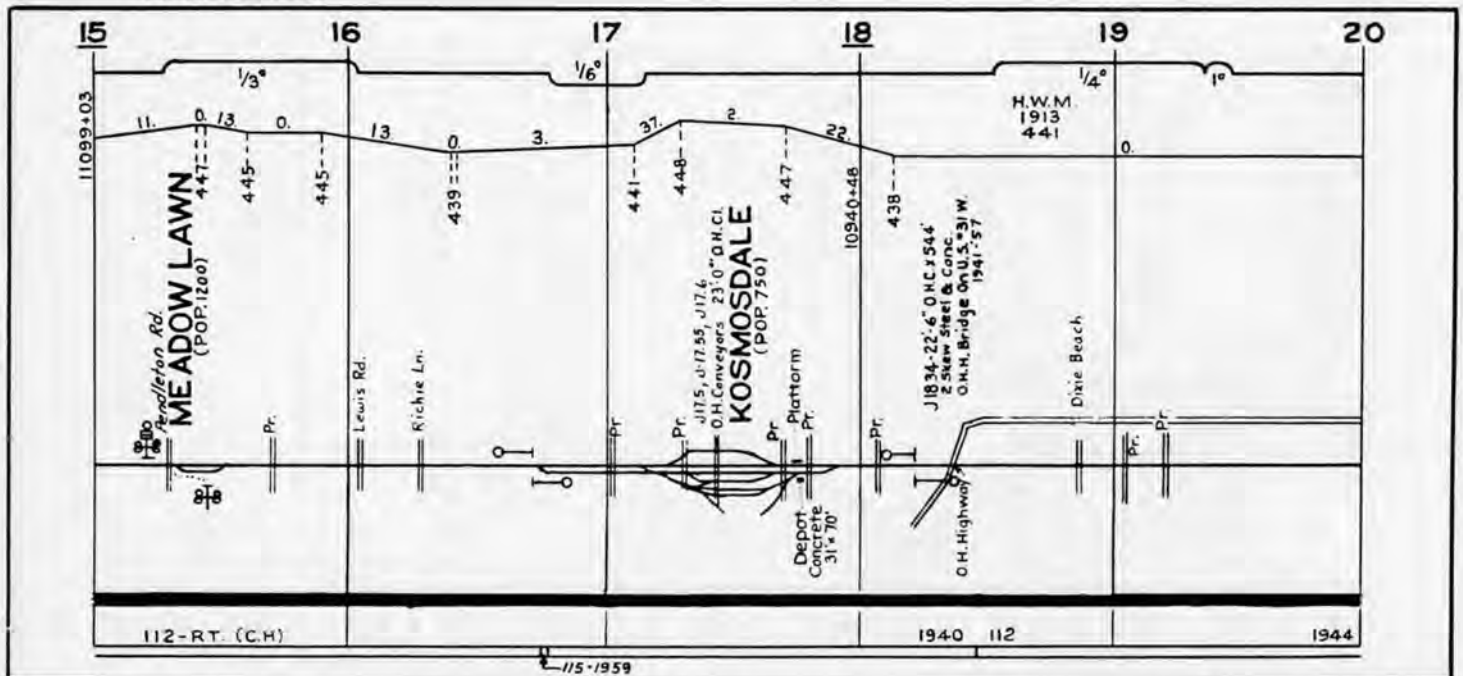 15 16 17 18 19 20
1/3° 1/6° 1/4° 1°
H.W.M.
1913
441
11. 0. 13. 0. 13. 0. 3. 37. 2. 22. 0.
11099+03
447
445
445
439
441
448
447
10940+48
438
Pendleton Rd.
MEADOW LAWN
(POP. 1200)
Pr.
Lewis Rd.
Richie Ln.
Pr.
Pr.
J17.5, J-17.55, J17.6
O.H. Conveyors 23'0" O.H.Cl.
KOSMOSDALE
(POP. 750)
Pr
Plattorm
Pr.
Depot
Concrete
31'x70'
Pr.
J1834-22'-6" O.H.C. x 544'
2 Skew Steel & Conc
O.H.H. Bridge On U.S. #31 W.
1941-57
O.H. Highway
Dixie Beach
Pr.
Pr
112-RT. (C.H) 1940 112 1944
115-1959